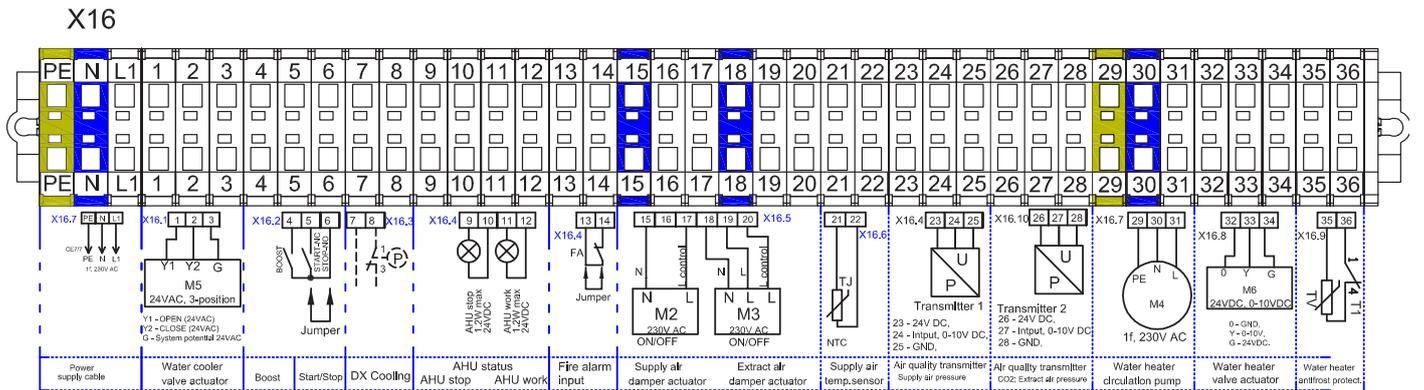 X16
PE N L1 1 2 3 4 5 6 7 8 9 10 11 12 13 14 15 16 17 18 19 20 21 22 23 24 25 26 27 28 29 30 31 32 33 34 35 36
PE N L1 1 2 3 4 5 6 7 8 9 10 11 12 13 14 15 16 17 18 19 20 21 22 23 24 25 26 27 28 29 30 31 32 33 34 35 36
X16.7 PE N L1
PE N L1
1f, 230V AC
Power
supply cable
X16.1 1 2 3
Y1 Y2 G
M5
24VAC, 3-position
Y1 - OPEN (24VAC)
Y2 - CLOSE (24VAC)
G - System potential 24VAC
Water cooler
valve actuator
X16.2 4 5 6
BOOST
START-NC
STOP-NO
Jumper
Boost
Start/Stop
7 8 X16.3
1
3
P
DX Cooling
X16.4 9 10 11 12
AHU stop
1,2W max
24VDC
AHU work
1,2W max
24VDC
AHU status
AHU stop AHU work
13 14
X16.4
FA
Jumper
Fire alarm
input
15 16 17 18 19 20 X16.5
N
L control
N
L
L control
N L
M2
230V AC
ON/OFF
N L L
M3
230V AC
ON/OFF
Supply air
damper actuator
Extract air
damper actuator
21 22
X16.6
TJ
NTC
Supply air
temp.sensor
X16.4 23 24 25
U
P
Transmitter 1
23 - 24V DC,
24 - Intput, 0-10V DC,
25 - GND,
Air quality transmitter
Supply air pressure
X16.10 26 27 28
U
P
Transmitter 2
26 - 24V DC,
27 - Intput, 0-10V DC
28 - GND.
Air quality transmitter
CO2; Extract air pressure
X16.7 29 30 31
PE N L
M4
1f, 230V AC
Water heater
circulation pump
32 33 34
X16.8
0 Y G
M6
24VDC, 0-10VDC
0 - GND,
Y - 0-10V,
G - 24VDC.
Water heater
valve actuator
35 36
X16.9
TV
1
4
T1
Water heater
antifrost protect.